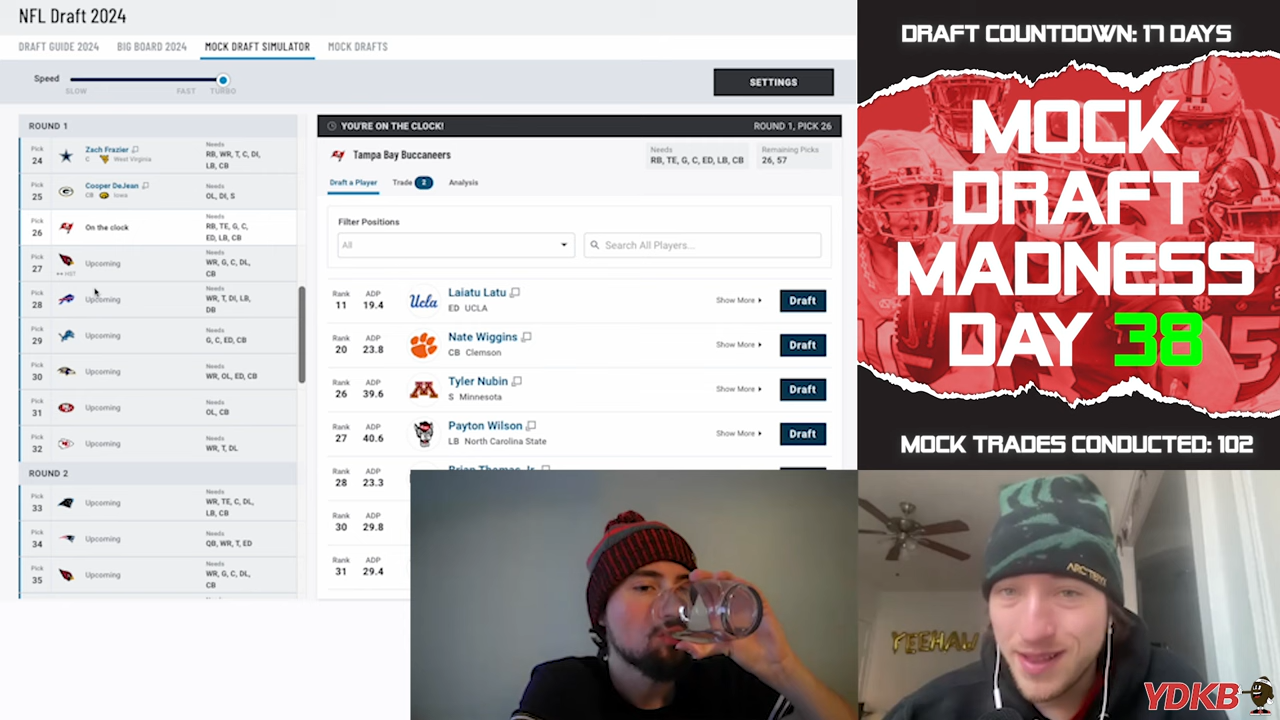 NFL Draft 2024
DRAFT GUIDE 2024 BIG BOARD 2024 MOCK DRAFT SIMULATOR MOCK DRAFTS
Speed
SLOW FAST TURBO
SETTINGS
ROUND 1
Pick 24
Zach Frazier
C West Virginia
Needs
RB, WR, T, C, DI,
LB, CB
Pick 25
Cooper DeJean
CB Iowa
Needs
OL, DI, S
Pick 26
On the clock
Needs
RB, TE, G, C,
ED, LB, CB
Pick 27
Upcoming
Needs
WR, G, C, DL,
CB
Pick 28
Upcoming
Needs
WR, T, DI, LB,
DB
Pick 29
Upcoming
Needs
G, C, ED, CB
Pick 30
Upcoming
Needs
WR, OL, ED, CB
Pick 31
Upcoming
Needs
OL, CB
Pick 32
Upcoming
Needs
WR, T, DL
ROUND 2
Pick 33
Upcoming
Needs
WR, TE, C, DL,
LB, CB
Pick 34
Upcoming
Needs
QB, WR, T, ED
Pick 35
Upcoming
Needs
WR, G, C, DL,
CB
YOU'RE ON THE CLOCK! ROUND 1, PICK 26
Tampa Bay Buccaneers
Needs
RB, TE, G, C, ED, LB, CB
Remaining Picks
26, 57
Draft a Player Trade 2 Analysis
Filter Positions
All
Search All Players...
Rank 11 ADP 19.4
Ucla
Laiatu Latu
ED UCLA
Show More Draft
Rank 20 ADP 23.8
Nate Wiggins
CB Clemson
Show More Draft
Rank 26 ADP 39.6
Tyler Nubin
S Minnesota
Show More Draft
Rank 27 ADP 40.6
Payton Wilson
LB North Carolina State
Show More Draft
Rank 28 ADP 23.3
Brian Thomas Jr.
Rank 30 ADP 29.8
Rank 31 ADP 29.4
DRAFT COUNTDOWN: 17 DAYS
MOCK
DRAFT
MADNESS
DAY 38
MOCK TRADES CONDUCTED: 102
ARC'TERYX
YEEHAW
YDKB